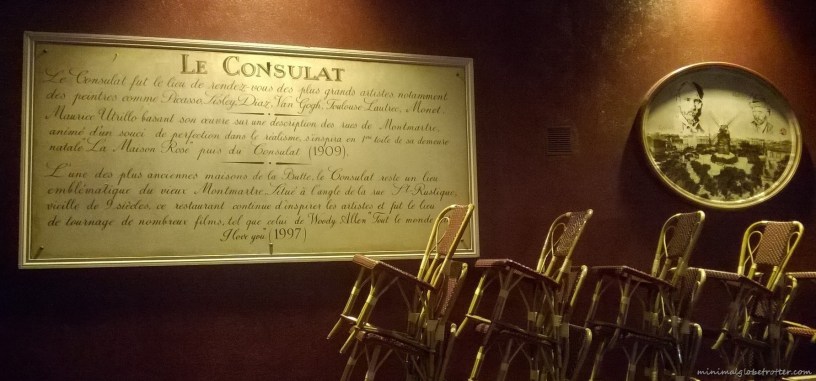 LE CONSULAT
Le Consulat fut le lieu de rendez-vous des plus grands artistes, notamment
des peintres comme Picasso, Sisley, Diaz, Van Gogh, Toulouse Lautrec, Monet.
Maurice Utrillo basant son œuvre sur une description des rues de Montmartre,
animé d'un souci de perfection dans le réalisme, s'inspira en 1ère toile de sa demeure
natale "La Maison Rose" puis du Consulat (1909).
L'une des plus anciennes maisons de la Butte, le Consulat reste un lieu
emblématique du vieux Montmartre. Situé à l'angle de la rue St Rustique,
vieille de 9 siècles, ce restaurant continue d'inspirer les artistes et fut le lieu
de tournage de nombreux films, tel que celui de Woody Allen "Tout le monde
I love you" (1997)
minimalglobetrotter.com